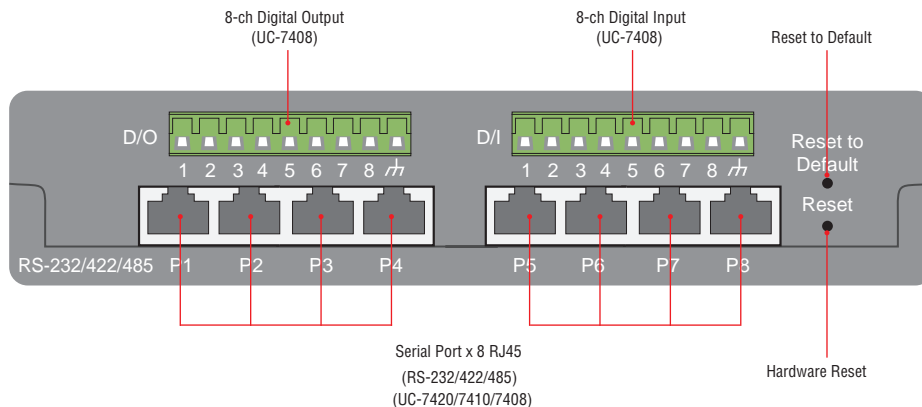 8-ch Digital Output
(UC-7408)
8-ch Digital Input
(UC-7408)
Reset to Default
D/O
1 2 3 4 5 6 7 8
D/I
1 2 3 4 5 6 7 8
Reset to
Default
Reset
RS-232/422/485 P1 P2 P3 P4 P5 P6 P7 P8
Serial Port x 8 RJ45
(RS-232/422/485)
(UC-7420/7410/7408)
Hardware Reset